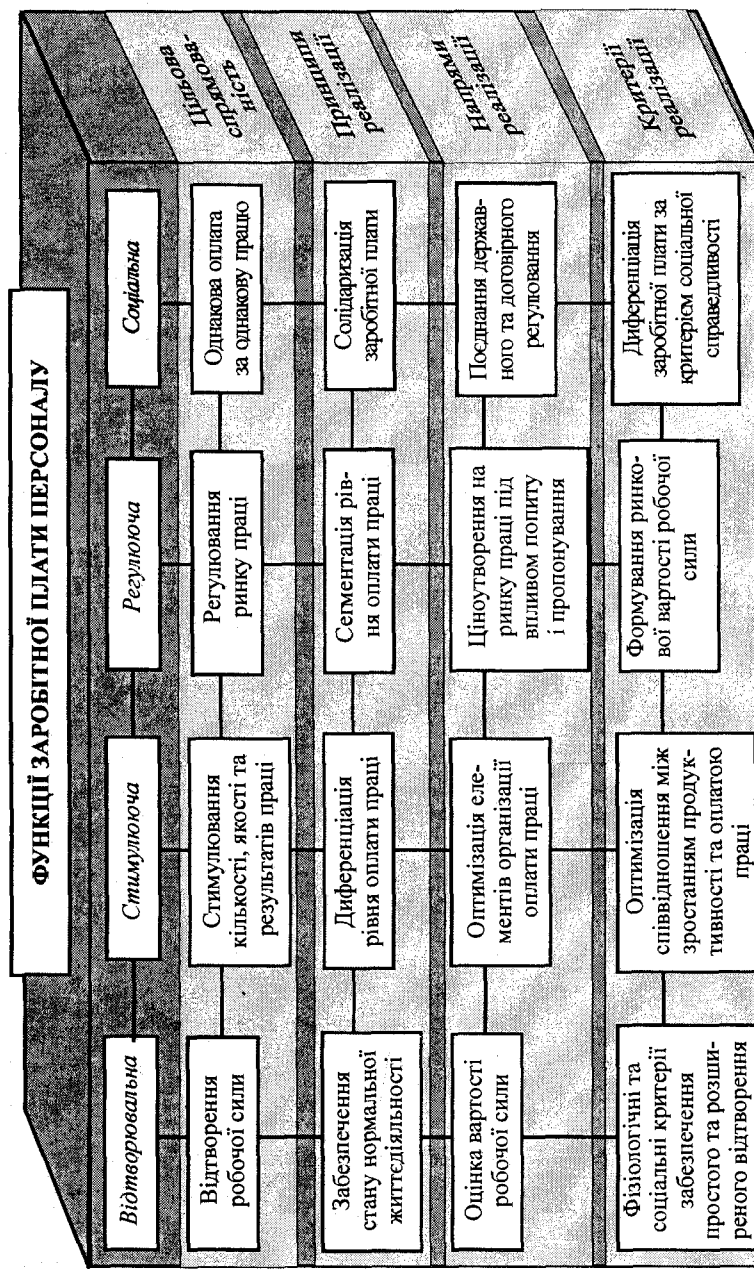 ФУНКЦІЇ ЗАРОБІТНОЇ ПЛАТИ ПЕРСОНАЛУ
Відтворювальна
Стимулююча
Регулююча
Соціальна
Цільова
спрямова-
ність
Відтворення
робочої сили
Стимулювання
кількості, якості та
результатів праці
Регулювання
ринку праці
Однакова оплата
за однакову працю
Принципи
реалізації
Забезпечення
стану нормальної
життєдіяльності
Диференціація
рівня оплати праці
Сегментація рів-
ня оплати праці
Солідаризація
заробітної плати
Напрями
реалізації
Оцінка вартості
робочої сили
Оптимізація еле-
ментів організації
оплати праці
Ціноутворення на
ринку праці під
впливом попиту
і пропонування
Поєднання держав-
ного та договірного
регулювання
Критерії
реалізації
Фізіологічні та
соціальні критерії
забезпечення
простого та розши-
реного відтворення
Оптимізація
співвідношення між
зростанням продук-
тивності та оплатою
праці
Формування ринко-
вої вартості робочої
сили
Диференціація
заробітної плати за
критерієм соціальної
справедливості